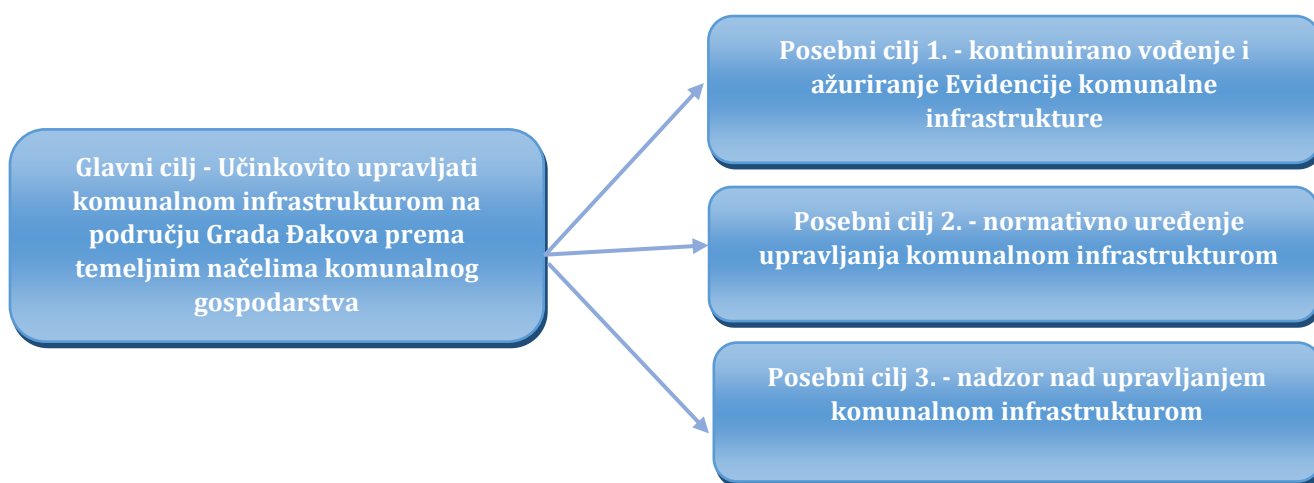 Glavni cilj - Učinkovito upravljati
komunalnom infrastrukturom na
području Grada Đakova prema
temeljnim načelima komunalnog
gospodarstva
Posebni cilj 1. - kontinuirano vođenje i
ažuriranje Evidencije komunalne
infrastrukture
Posebni cilj 2. - normativno uređenje
upravljanja komunalnom infrastrukturom
Posebni cilj 3. - nadzor nad upravljanjem
komunalnom infrastrukturom